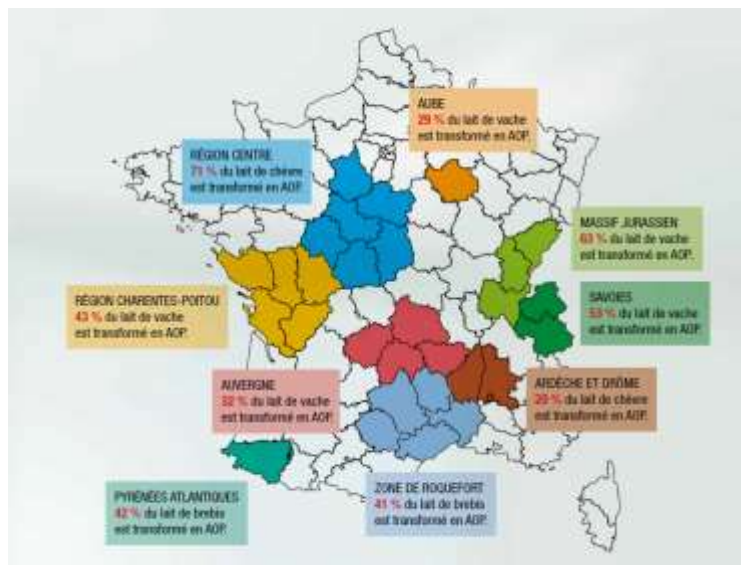 AUBE
29 % du lait de vache
est transformé en AOP.
RÉGION CENTRE
71 % du lait de chèvre
est transformé en AOP.
MASSIF JURASSIEN
63 % du lait de vache
est transformé en AOP.
SAVOIES
53 % du lait de vache
est transformé en AOP.
RÉGION CHARENTES-POITOU
43 % du lait de vache
est transformé en AOP.
AUVERGNE
32 % du lait de vache
est transformé en AOP.
ARDÈCHE ET DRÔME
20 % du lait de chèvre
est transformé en AOP.
PYRÉNÉES ATLANTIQUES
42 % du lait de brebis
est transformé en AOP.
ZONE DE ROQUEFORT
41 % du lait de brebis
est transformé en AOP.